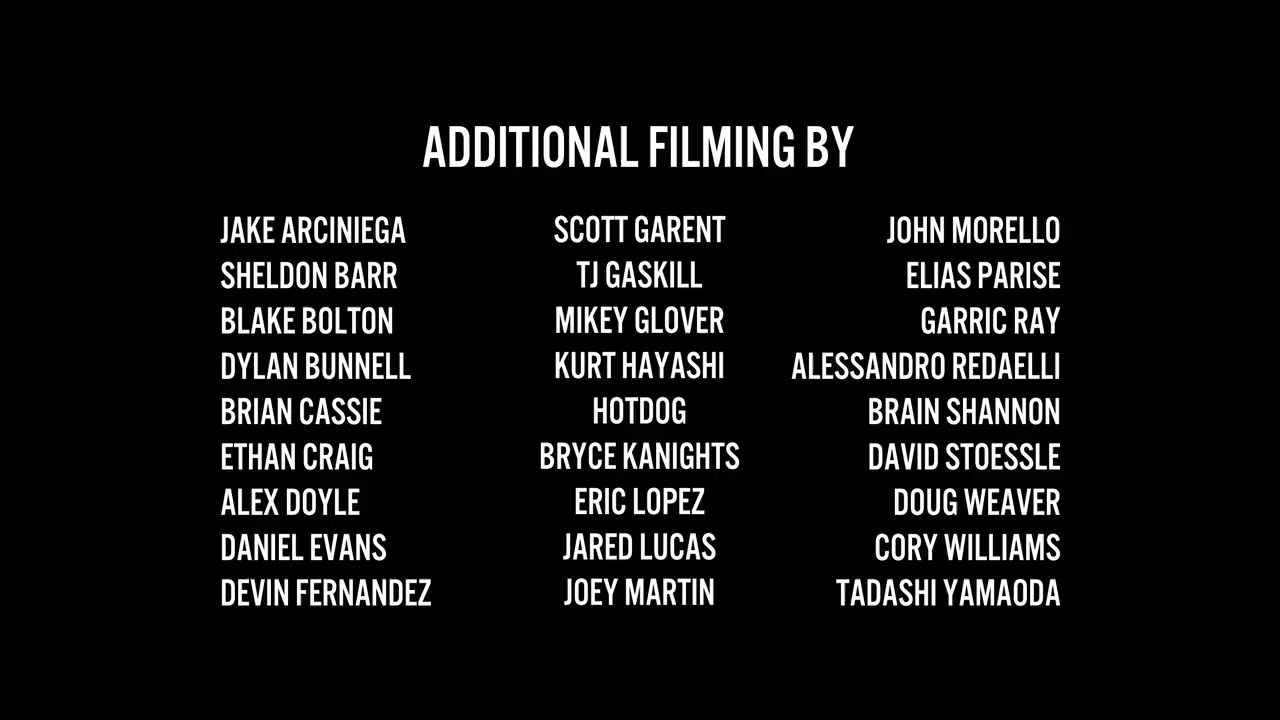 ADDITIONAL FILMING BY
JAKE ARCINIEGA
SHELDON BARR
BLAKE BOLTON
DYLAN BUNNELL
BRIAN CASSIE
ETHAN CRAIG
ALEX DOYLE
DANIEL EVANS
DEVIN FERNANDEZ
SCOTT GARENT
TJ GASKILL
MIKEY GLOVER
KURT HAYASHI
HOTDOG
BRYCE KANIGHTS
ERIC LOPEZ
JARED LUCAS
JOEY MARTIN
JOHN MORELLO
ELIAS PARISE
GARRIC RAY
ALESSANDRO REDAELLI
BRAIN SHANNON
DAVID STOESSLE
DOUG WEAVER
CORY WILLIAMS
TADASHI YAMAODA